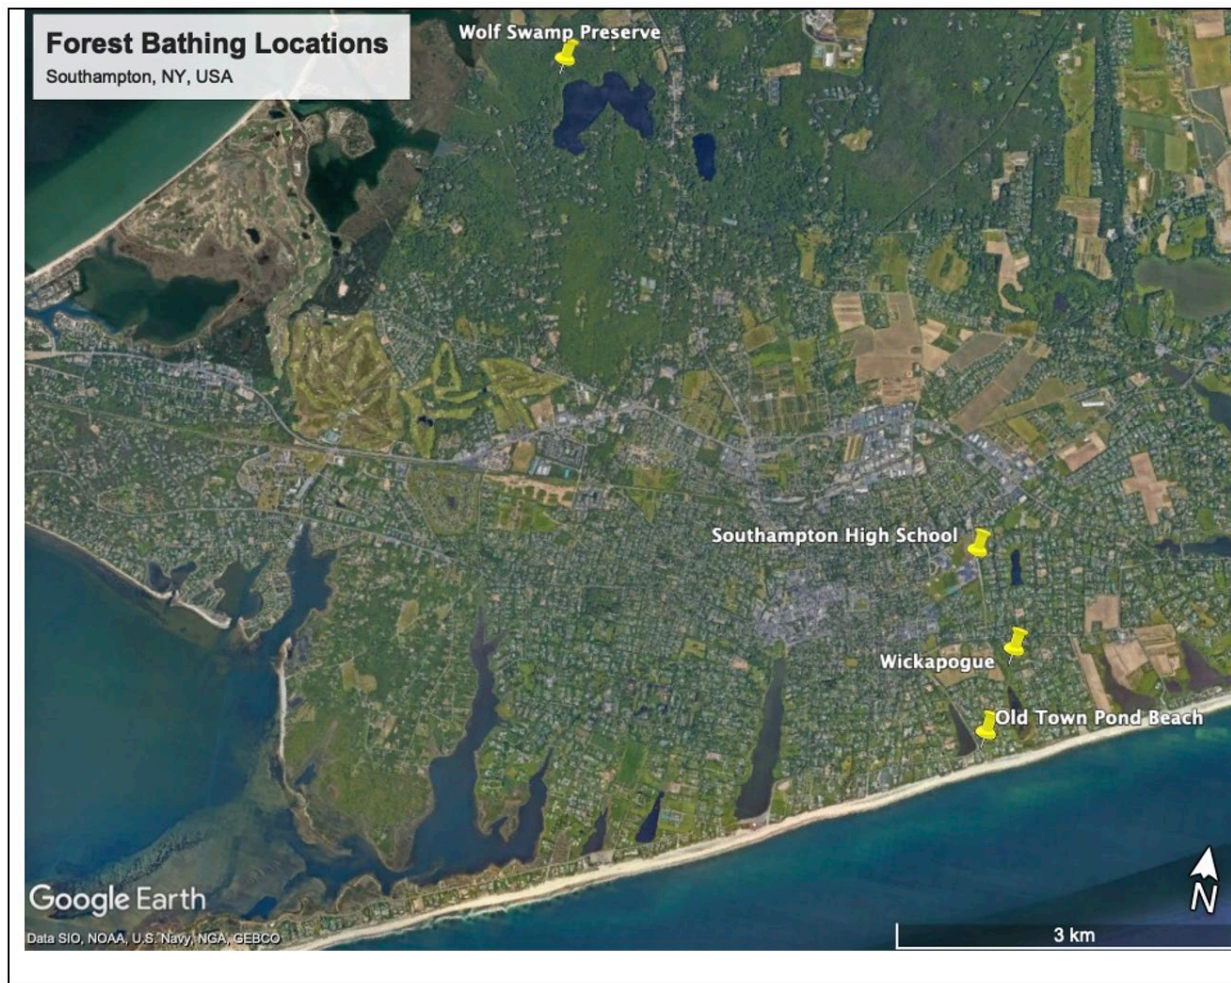 Forest Bathing Locations
Southampton, NY, USA
Wolf Swamp Preserve
Southampton High School
Wickapogue
Old Town Pond Beach
Google Earth
N
Data SIO, NOAA, U.S. Navy, NGA, GEBCO
3 km